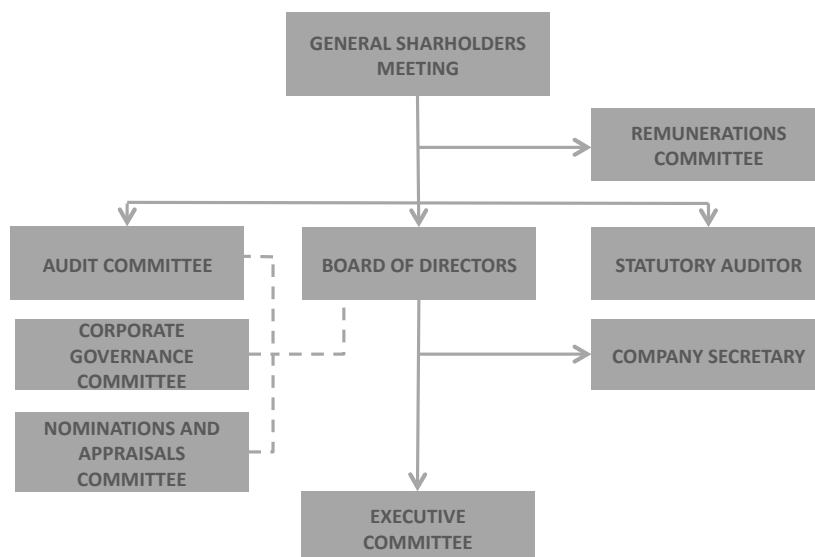 GENERAL SHARHOLDERS
MEETING
REMUNERATIONS
COMMITTEE
AUDIT COMMITTEE
BOARD OF DIRECTORS
STATUTORY AUDITOR
CORPORATE
GOVERNANCE
COMMITTEE
COMPANY SECRETARY
NOMINATIONS AND
APPRAISALS
COMMITTEE
EXECUTIVE
COMMITTEE